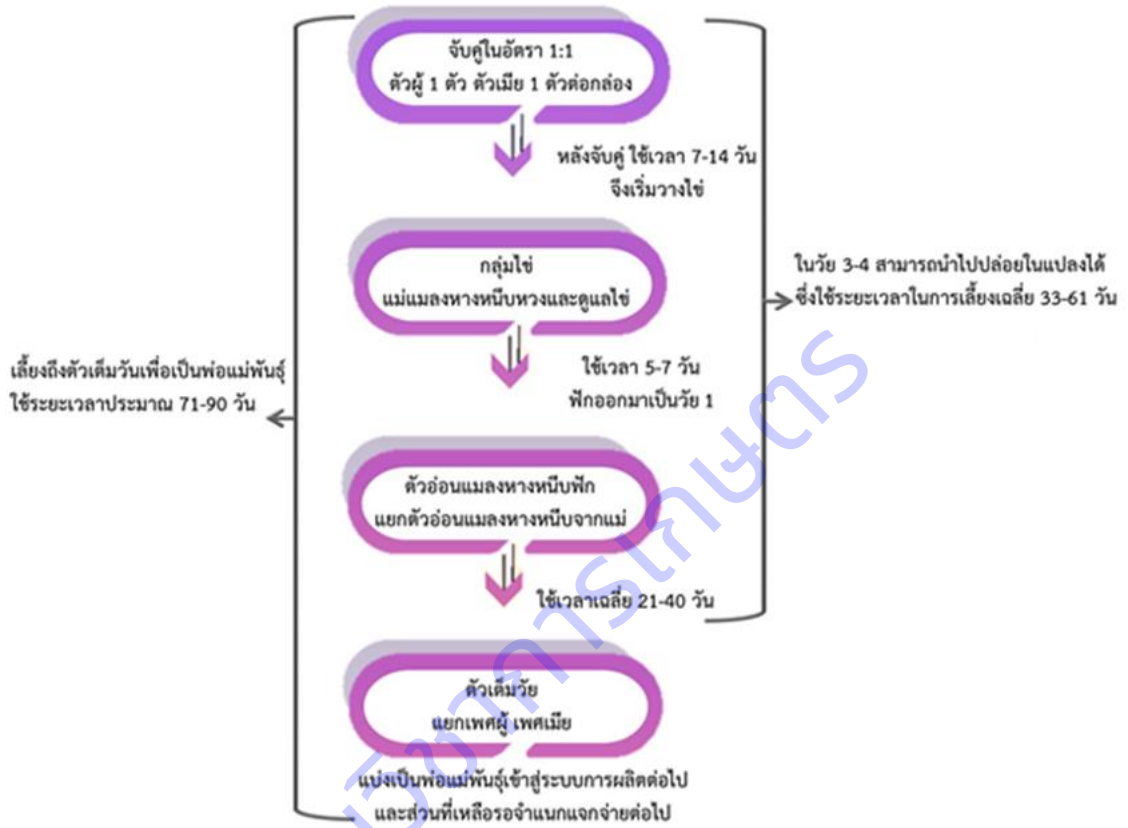 จับคู่ในอัตรา 1:1
ตัวผู้ 1 ตัว ตัวเมีย 1 ตัวต่อกล่อง
หลังจับคู่ ใช้เวลา 7-14 วัน
จึงเริ่มวางไข่
กลุ่มไข่
แม่แมลงหางหนีบหวงและดูแลไข่
ในวัย 3-4 สามารถนำไปปล่อยในแปลงได้
ซึ่งใช้ระยะเวลาในการเลี้ยงเฉลี่ย 33-61 วัน
ใช้เวลา 5-7 วัน
ฟักออกมาเป็นวัย 1
เลี้ยงถึงตัวเต็มวันเพื่อเป็นพ่อแม่พันธุ์
ใช้ระยะเวลาประมาณ 71-90 วัน
ตัวอ่อนแมลงหางหนีบฟัก
แยกตัวอ่อนแมลงหางหนีบจากแม่
ใช้เวลาเฉลี่ย 21-40 วัน
ตัวเต็มวัย
แยกเพศผู้ เพศเมีย
แบ่งเป็นพ่อแม่พันธุ์เข้าสู่ระบบการผลิตต่อไป
และส่วนที่เหลือรอจำแนกแจกจ่ายต่อไป
วิชาการเกษตร